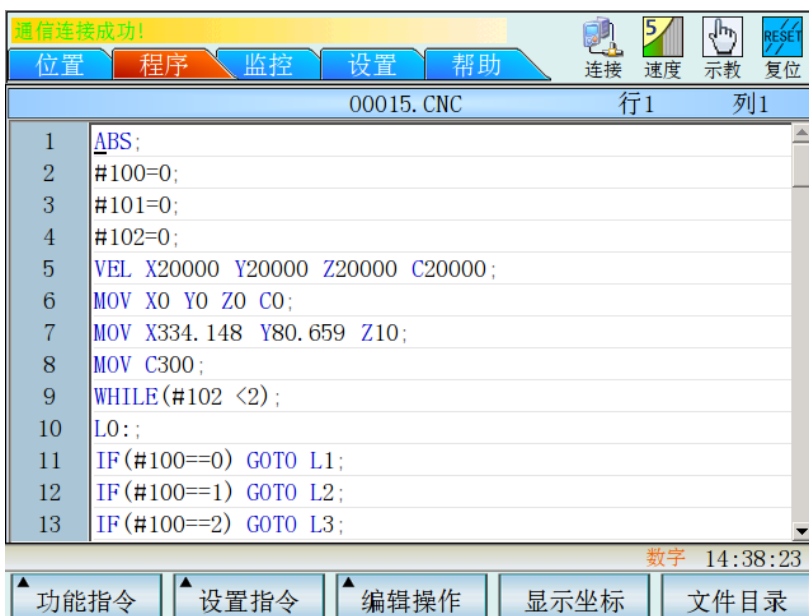 通信连接成功!
位置 程序 监控 设置 帮助 连接 5 速度 示教 RESET 复位
00015.CNC 行1 列1
1 ABS;
2 #100=0;
3 #101=0;
4 #102=0;
5 VEL X20000 Y20000 Z20000 C20000;
6 MOV X0 Y0 Z0 C0;
7 MOV X334.148 Y80.659 Z10;
8 MOV C300;
9 WHILE(#102 <2);
10 L0:;
11 IF(#100==0) GOTO L1;
12 IF(#100==1) GOTO L2;
13 IF(#100==2) GOTO L3;
数字 14:38:23
功能指令 设置指令 编辑操作 显示坐标 文件目录